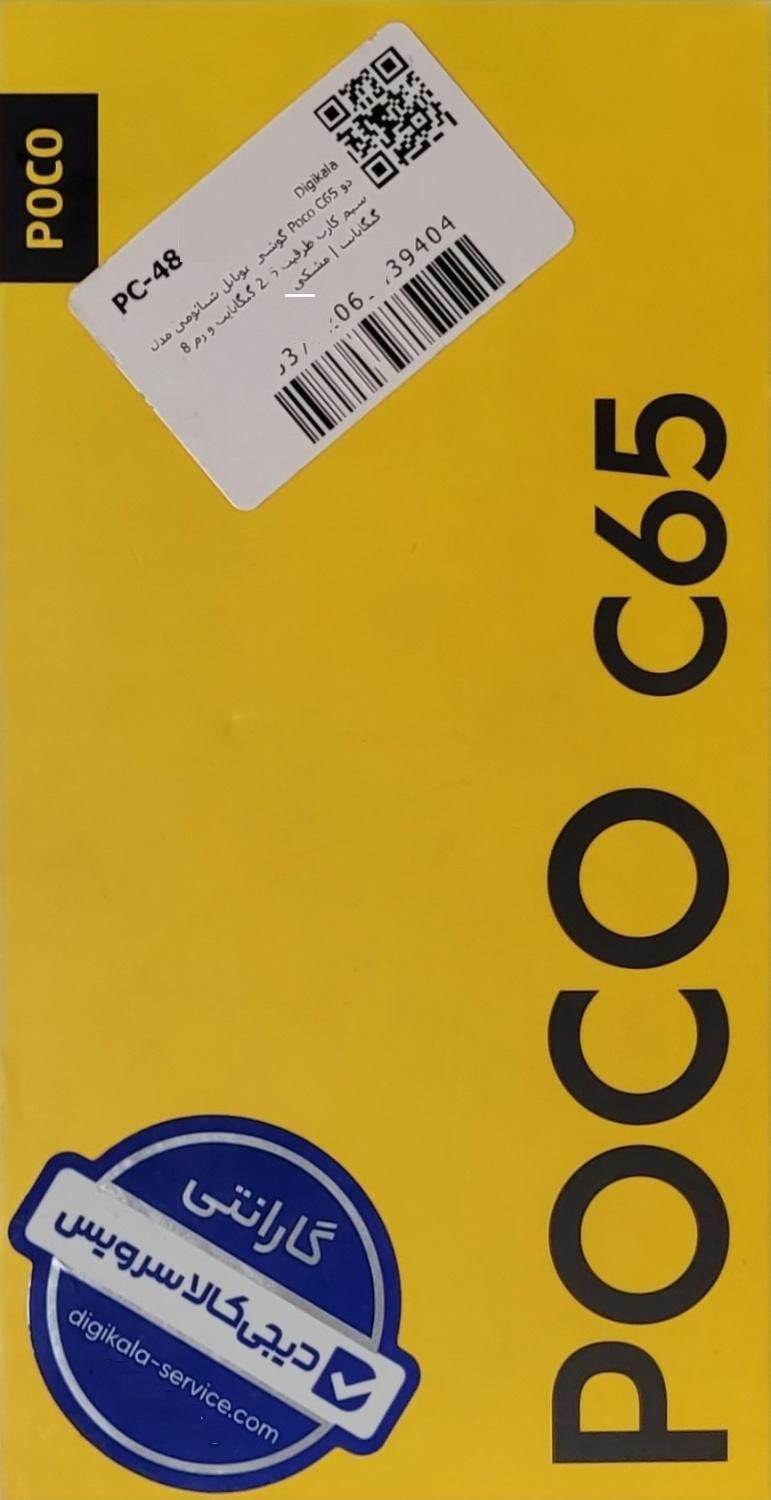 POCO
PC-48
Digikala
گوشی موبایل شیائومی مدل Poco C65 دو
سیم کارت ظرفیت گیگابایت و رم 8
گیگابایت | مشکی
39404
POCO C65
گارانتی
دیجی‌کالا سرویس
digikala-service.com